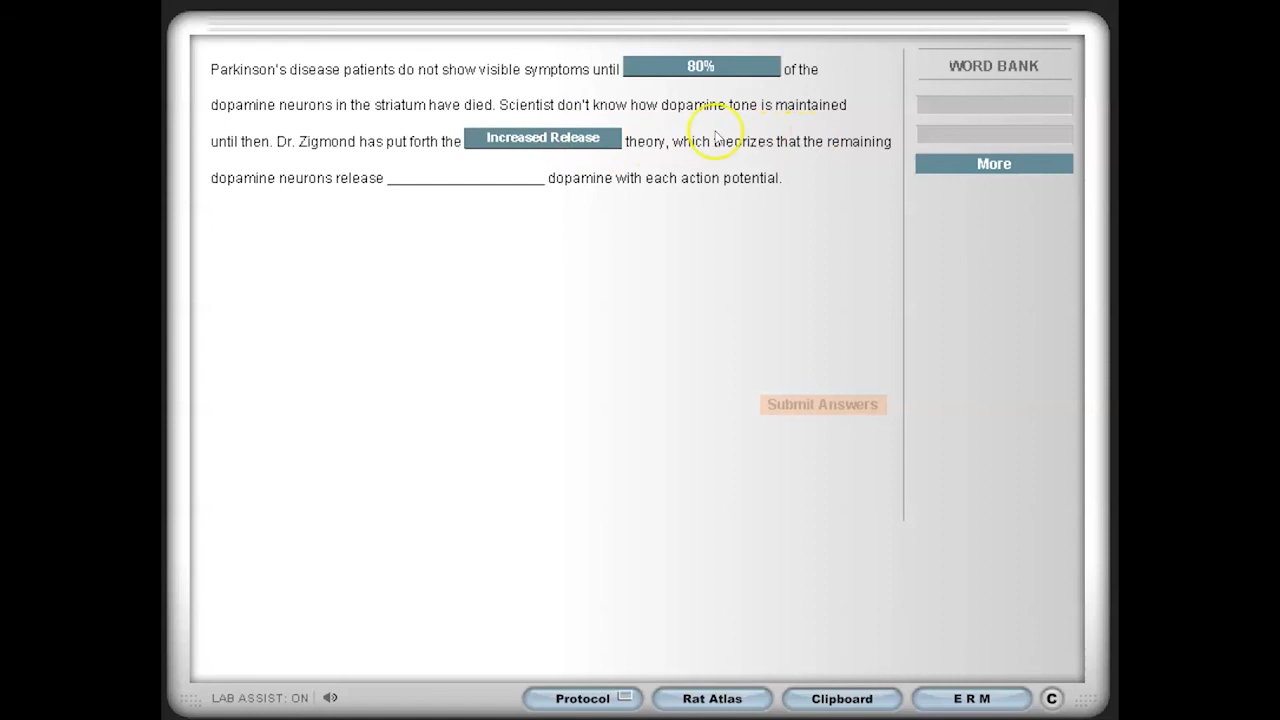 Parkinson's disease patients do not show visible symptoms until 80% of the
dopamine neurons in the striatum have died. Scientist don't know how dopamine tone is maintained
until then. Dr. Zigmond has put forth the Increased Release theory, which theorizes that the remaining
dopamine neurons release ____________________ dopamine with each action potential.
WORD BANK
More
Submit Answers
LAB ASSIST: ON
Protocol
Rat Atlas
Clipboard
E R M
C